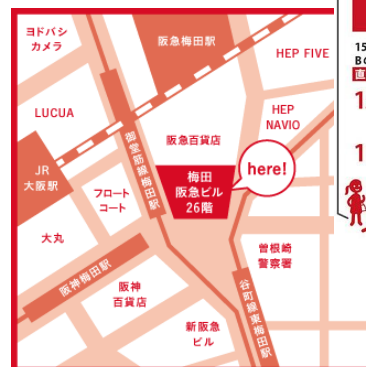 ヨドバシ
カメラ
阪急梅田駅
HEP FIVE
LUCUA
HEP
NAVIO
阪急百貨店
御堂筋線梅田駅
here!
梅田
阪急ビル
26階
JR
大阪駅
フロート
コート
大丸
阪神梅田駅
阪神
百貨店
曽根崎
警察署
谷町線東梅田駅
新阪急
ビル
15
直
1
1